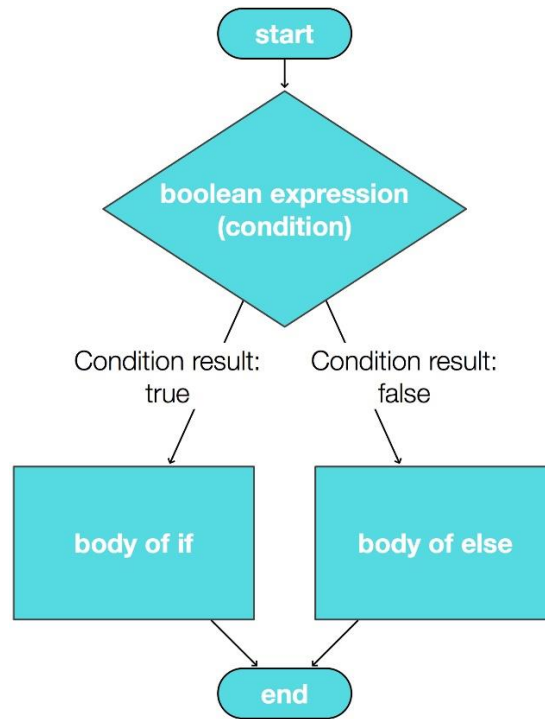 start
boolean expression
(condition)
Condition result:
true
Condition result:
false
body of if
body of else
end